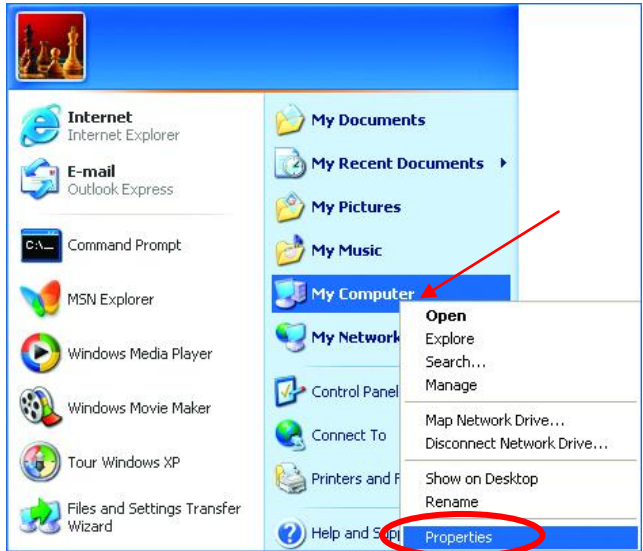 Internet
Internet Explorer
E-mail
Outlook Express
C:\_
Command Prompt
MSN Explorer
Windows Media Player
Windows Movie Maker
Tour Windows XP
Files and Settings Transfer
Wizard
My Documents
My Recent Documents
My Pictures
My Music
My Computer
My Network
Control Panel
Connect To
Printers and F
Help and Supp
Open
Explore
Search...
Manage
Map Network Drive...
Disconnect Network Drive...
Show on Desktop
Rename
Properties